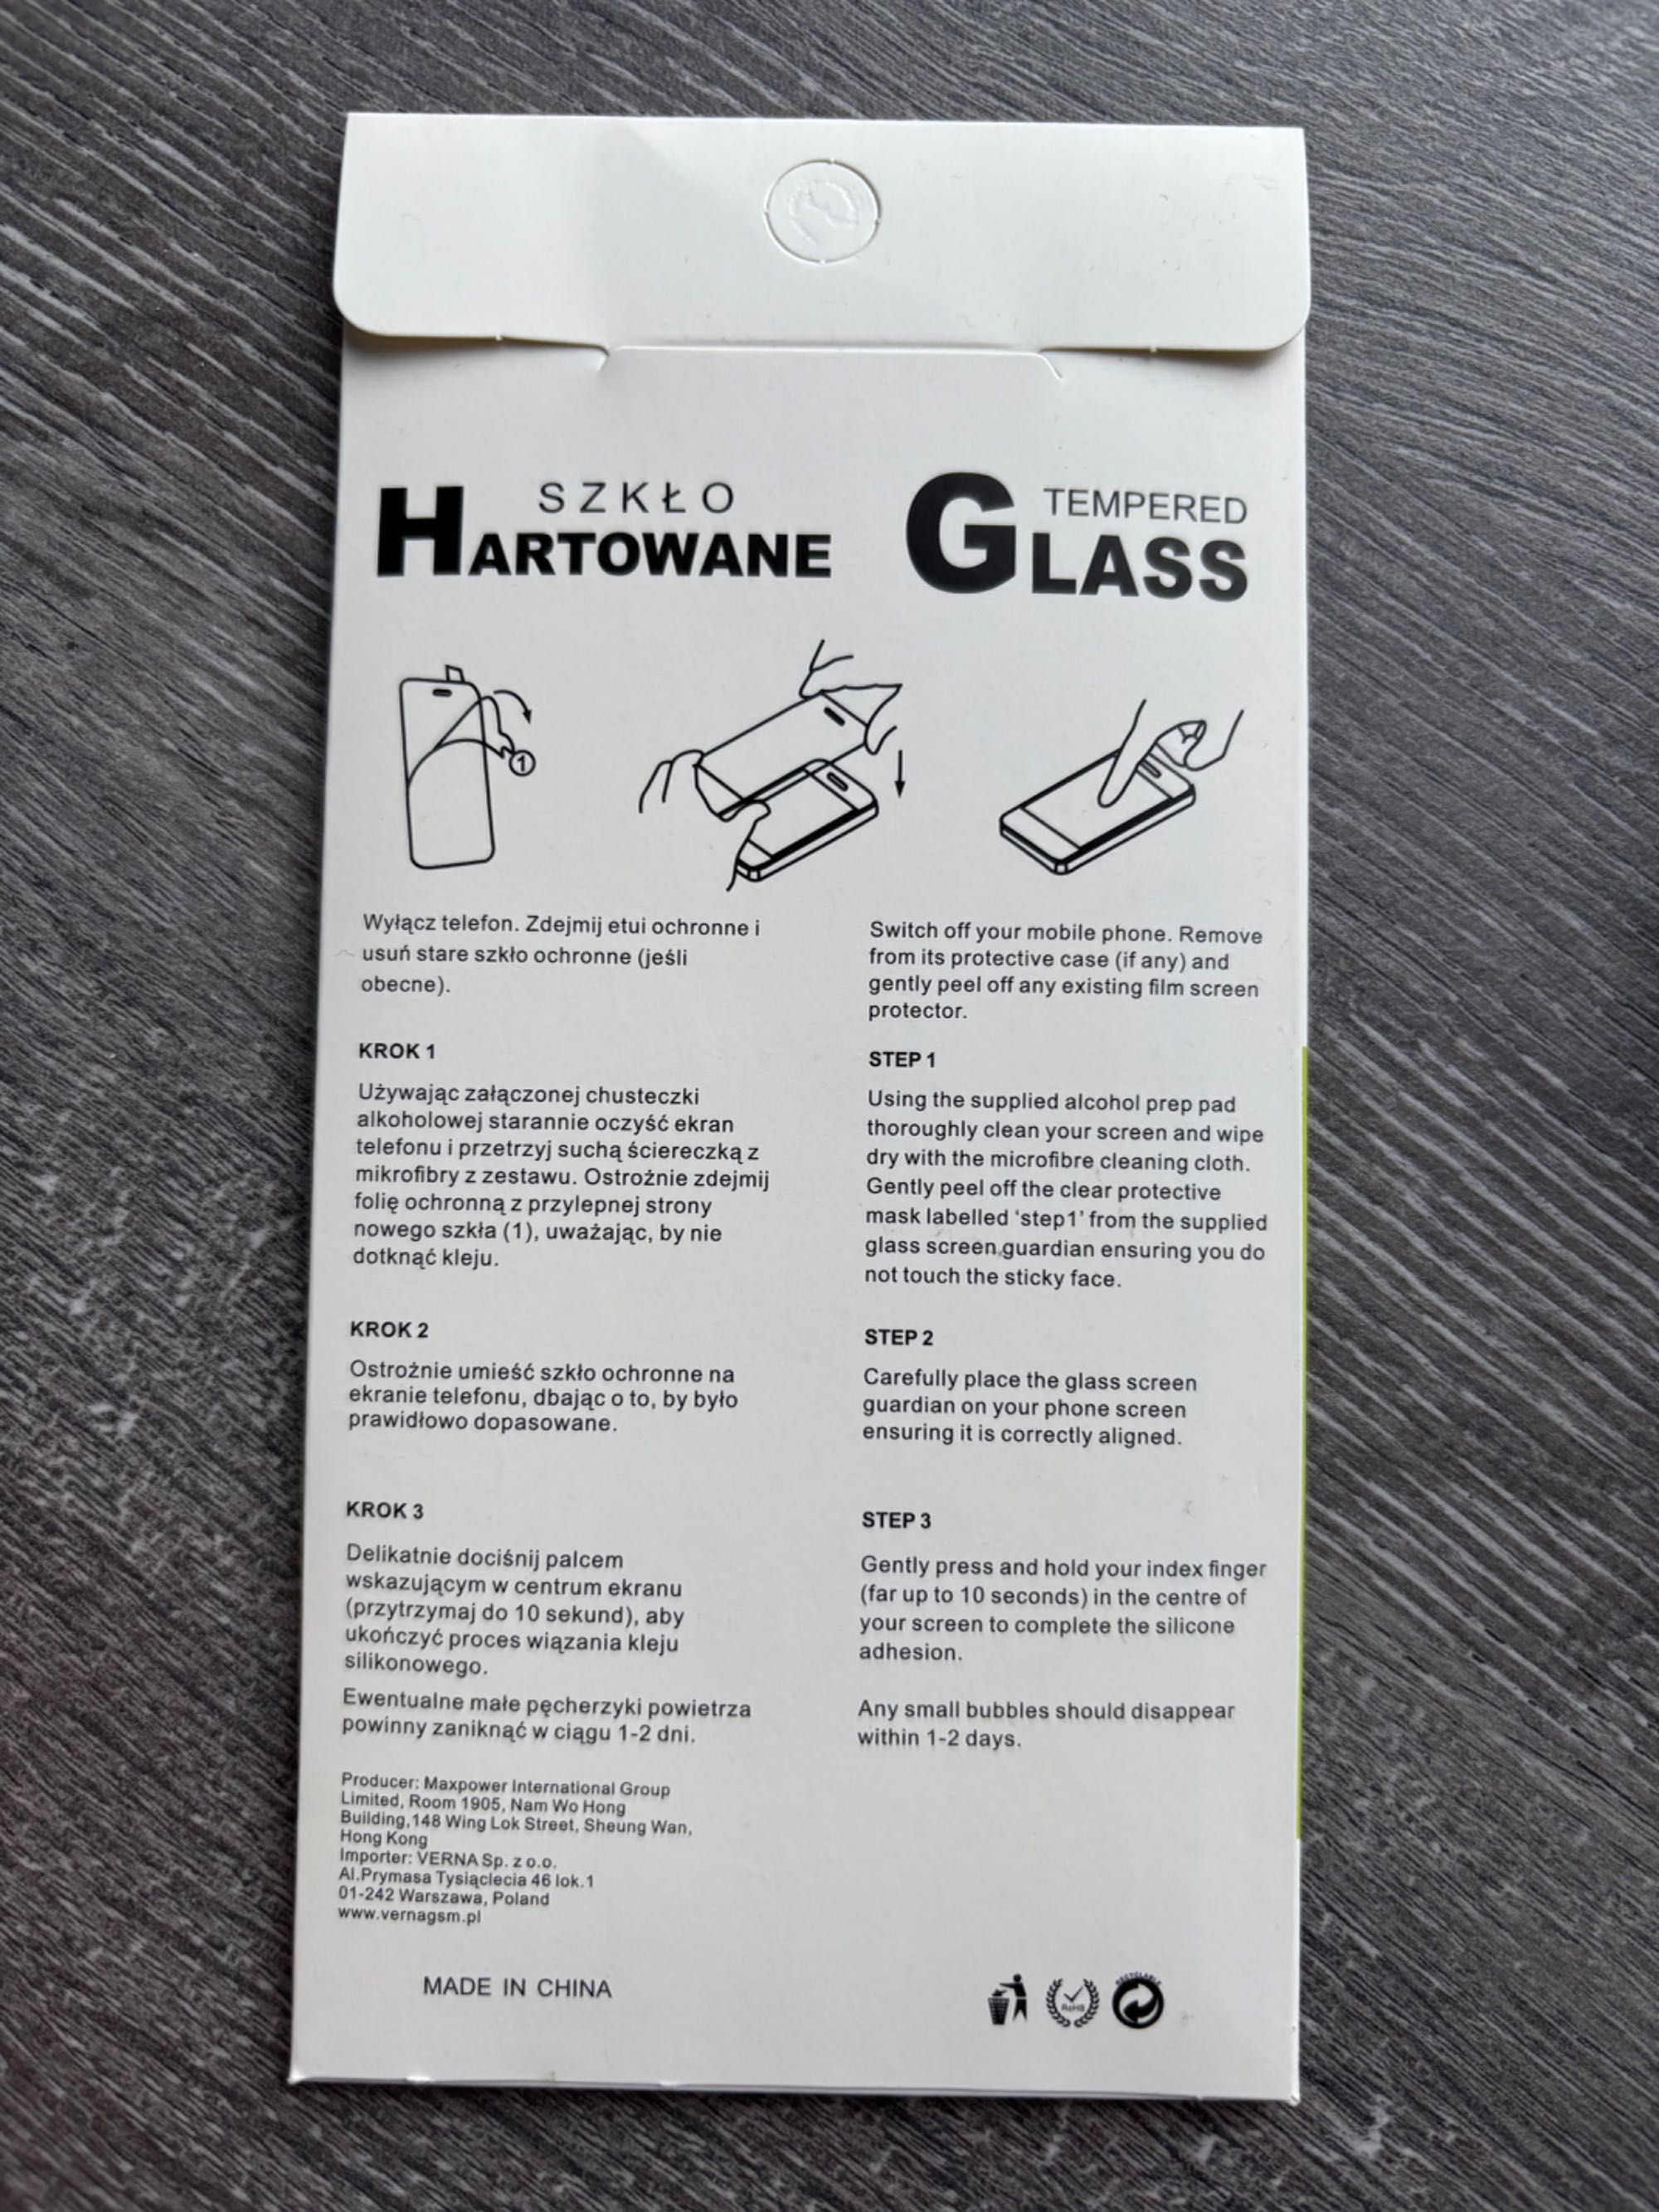 SZKŁO
HARTOWANE
TEMPERED
GLASS
1
Wyłącz telefon. Zdejmij etui ochronne i
usuń stare szkło ochronne (jeśli
obecne).
KROK 1
Używając załączonej chusteczki
alkoholowej starannie oczyść ekran
telefonu i przetrzyj suchą ściereczką z
mikrofibry z zestawu. Ostrożnie zdejmij
folię ochronną z przylepnej strony
nowego szkła (1), uważając, by nie
dotknąć kleju.
KROK 2
Ostrożnie umieść szkło ochronne na
ekranie telefonu, dbając o to, by było
prawidłowo dopasowane.
KROK 3
Delikatnie dociśnij palcem
wskazującym w centrum ekranu
(przytrzymaj do 10 sekund), aby
ukończyć proces wiązania kleju
silikonowego.
Ewentualne małe pęcherzyki powietrza
powinny zaniknąć w ciągu 1-2 dni.
Switch off your mobile phone. Remove
from its protective case (if any) and
gently peel off any existing film screen
protector.
STEP 1
Using the supplied alcohol prep pad
thoroughly clean your screen and wipe
dry with the microfibre cleaning cloth.
Gently peel off the clear protective
mask labelled ‘step1’ from the supplied
glass screen,guardian ensuring you do
not touch the sticky face.
STEP 2
Carefully place the glass screen
guardian on your phone screen
ensuring it is correctly aligned.
STEP 3
Gently press and hold your index finger
(far up to 10 seconds) in the centre of
your screen to complete the silicone
adhesion.
Any small bubbles should disappear
within 1-2 days.
Producer: Maxpower International Group
Limited, Room 1905, Nam Wo Hong
Building,148 Wing Lok Street, Sheung Wan,
Hong Kong
Importer: VERNA Sp. z o.o.
Al.Prymasa Tysiąclecia 46 lok.1
01-242 Warszawa, Poland
www.vernagsm.pl
MADE IN CHINA
RoHS
RECYCLABLE